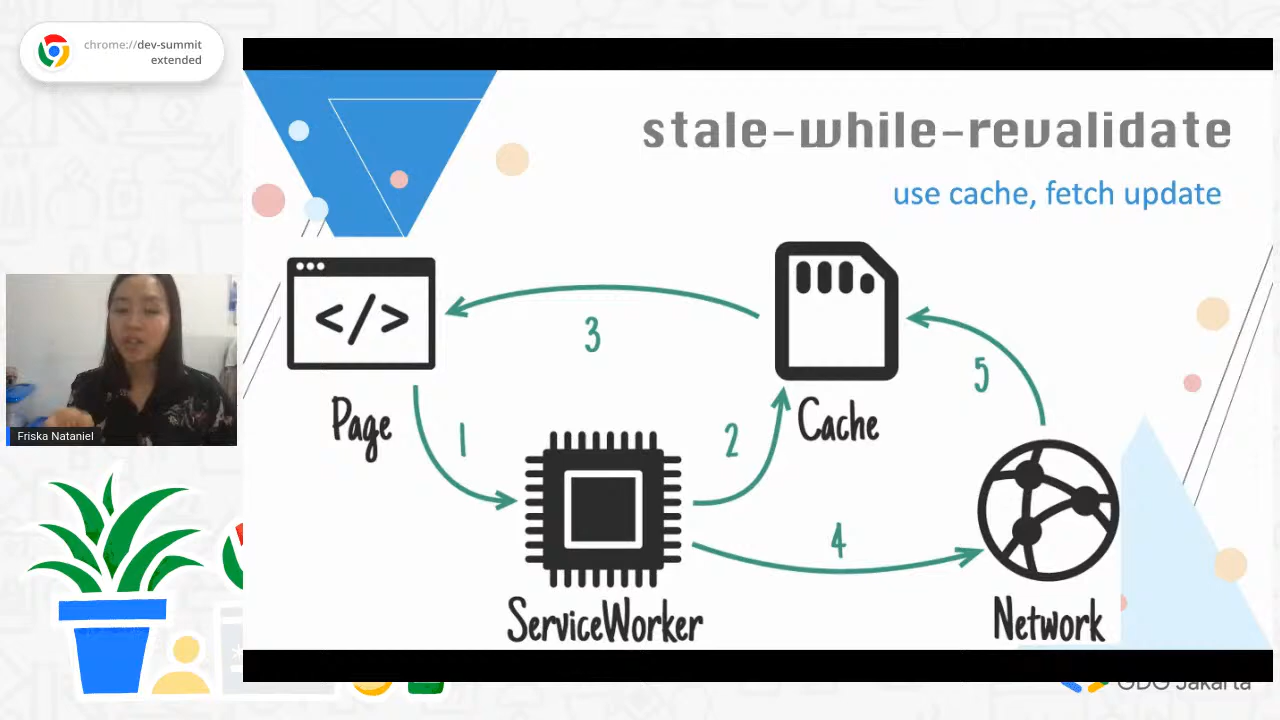 chrome://dev-summit
extended
stale-while-revalidate
use cache, fetch update
</>
3
5
Page
1
2
Cache
4
Friska Nataniel
ServiceWorker
Network
GDG Jakarta